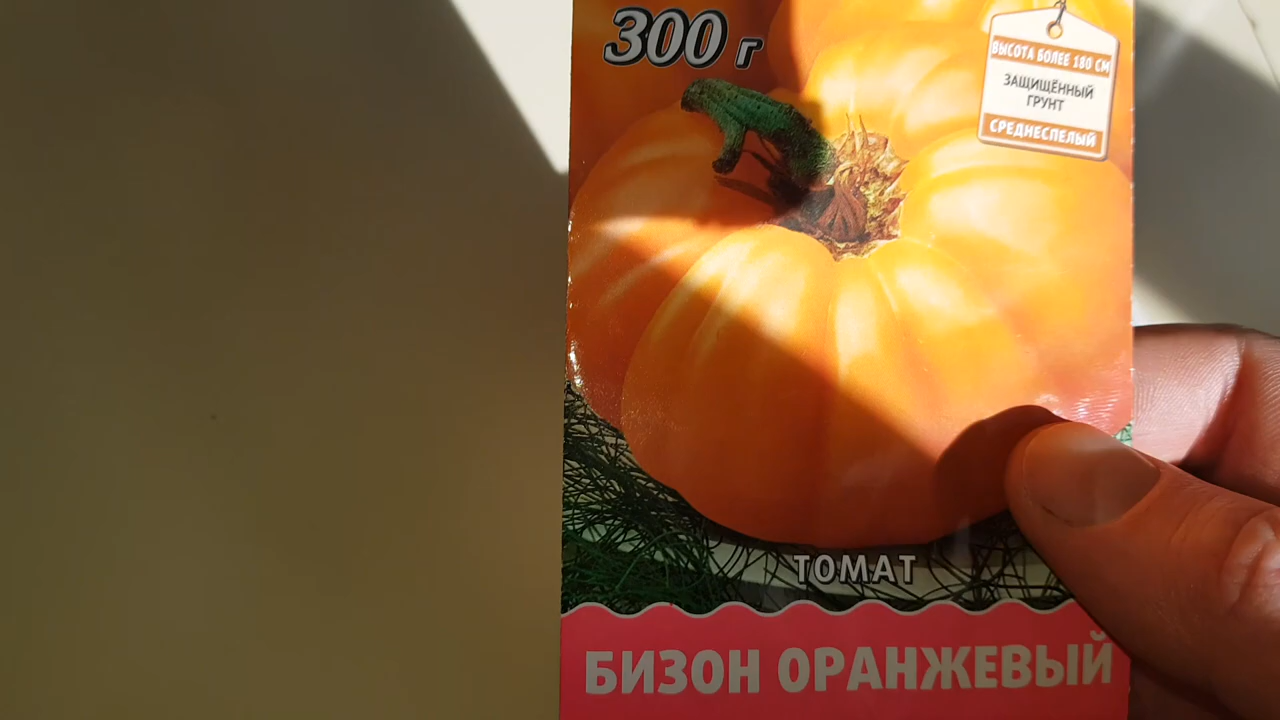 300 г
ВЫСОТА БОЛЕЕ 180 СМ
ЗАЩИЩЁННЫЙ
ГРУНТ
СРЕДНЕСПЕЛЫЙ
ТОМАТ
БИЗОН ОРАНЖЕВЫЙ